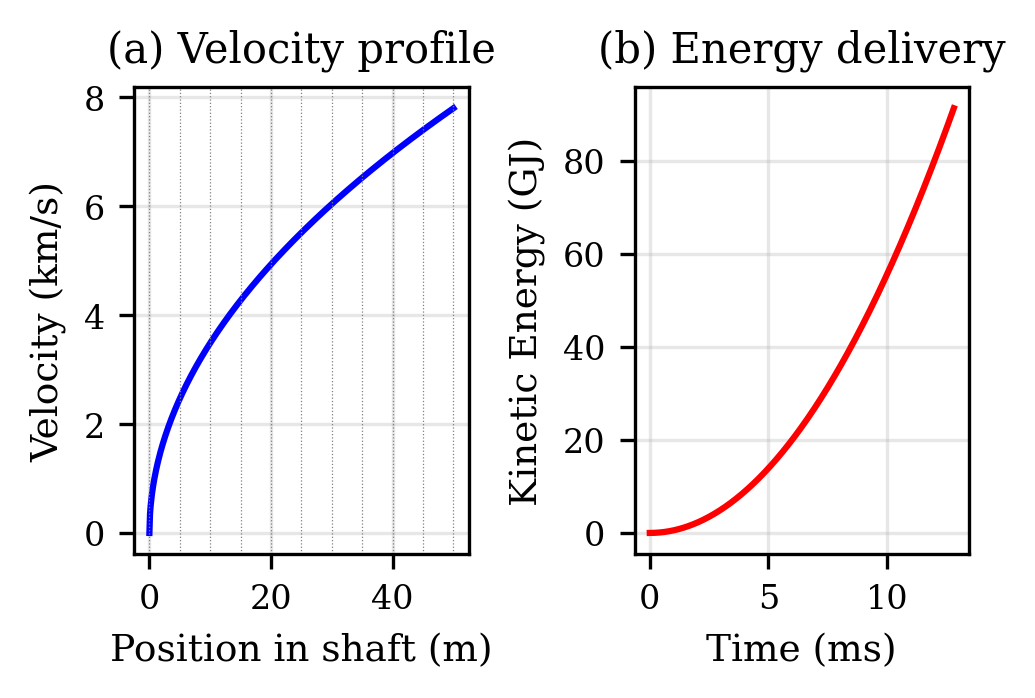 (a) Velocity profile
Velocity (km/s)
8
6
4
2
0
0 20 40
Position in shaft (m)
(b) Energy delivery
Kinetic Energy (GJ)
80
60
40
20
0
0 5 10
Time (ms)